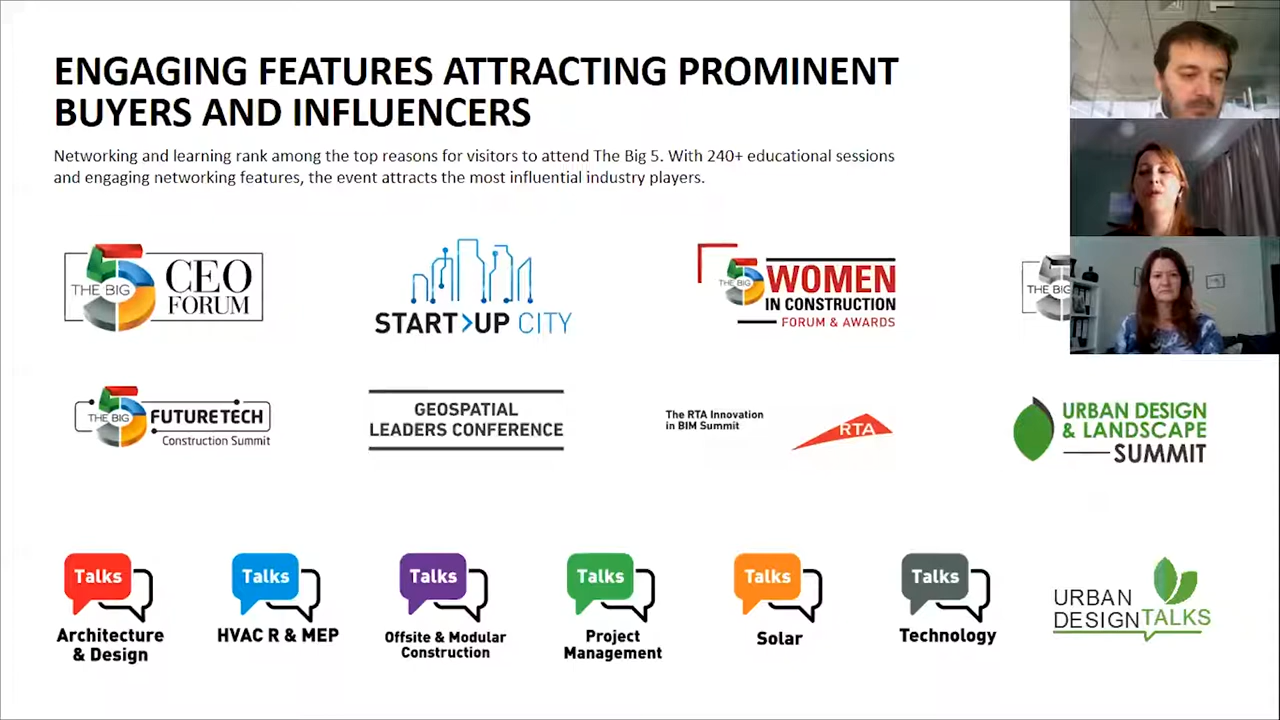 ENGAGING FEATURES ATTRACTING PROMINENT
BUYERS AND INFLUENCERS
Networking and learning rank among the top reasons for visitors to attend The Big 5. With 240+ educational sessions
and engaging networking features, the event attracts the most influential industry players.
THE BIG 5
CEO
FORUM
START>UP CITY
THE BIG 5
WOMEN
IN CONSTRUCTION
FORUM & AWARDS
THE BIG
THE BIG 5
FUTURETECH
Construction Summit
GEOSPATIAL
LEADERS CONFERENCE
The RTA Innovation
in BIM Summit
RTA
URBAN DESIGN
& LANDSCAPE
SUMMIT
Talks
Architecture
& Design
Talks
HVAC R & MEP
Talks
Offsite & Modular
Construction
Talks
Project
Management
Talks
Solar
Talks
Technology
URBAN
DESIGN TALKS